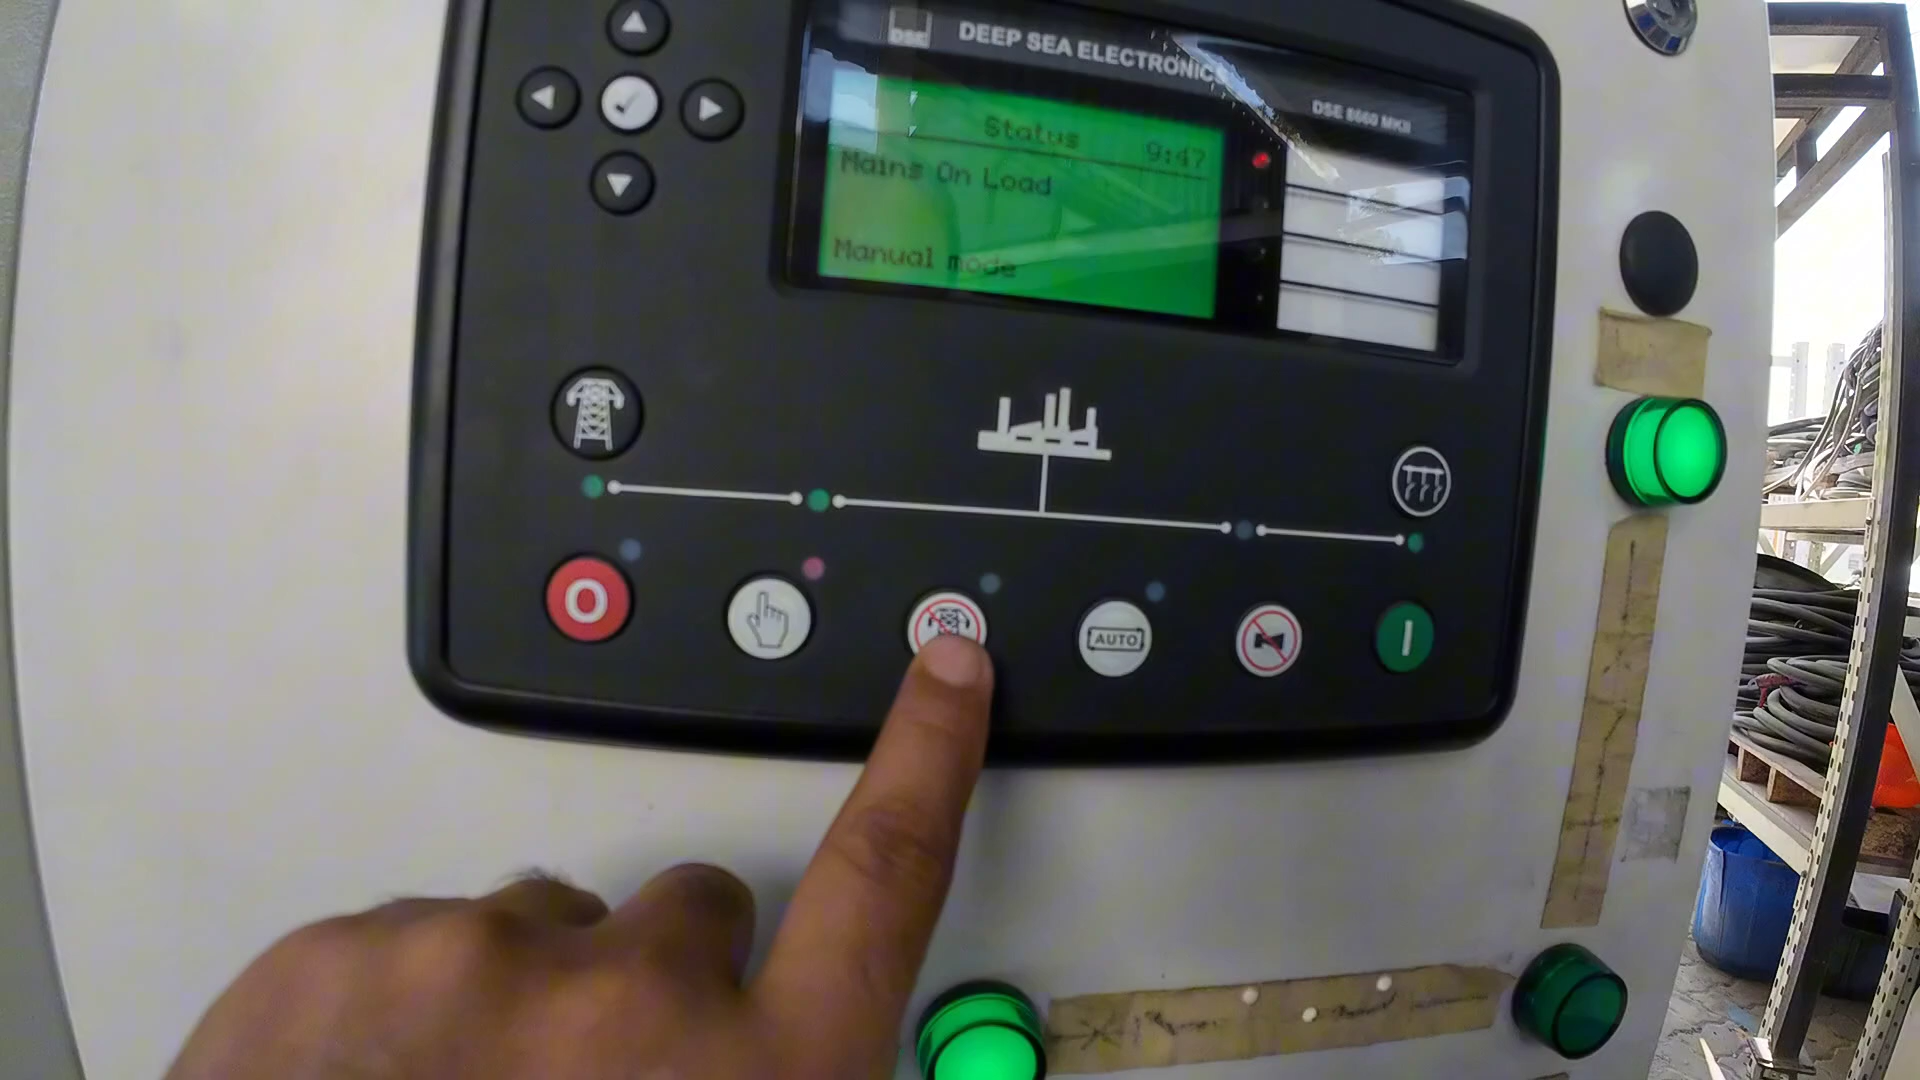 DSE
DEEP SEA ELECTRONICS
DSE 8660 MKII
Status
9:47
Mains On Load
Manual mode
O
AUTO
I